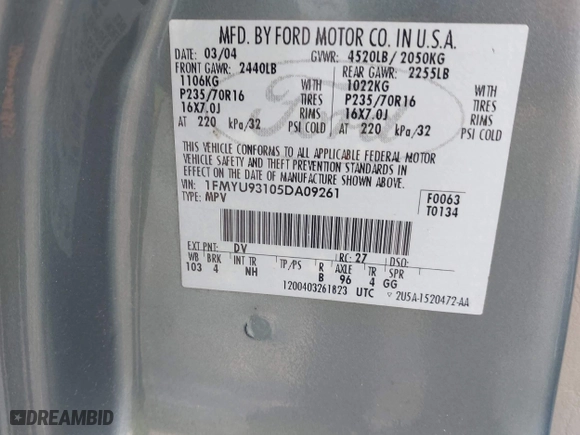 MFD. BY FORD MOTOR CO. IN U.S.A.
DATE: 03/04 GVWR: 4520LB/ 2050KG
FRONT GAWR: 2440LB REAR GAWR: 2255LB
1106KG WITH 1022KG WITH
P235/70R16 TIRES P235/70R16 TIRES
16X7.0J RIMS 16X7.0J RIMS
AT 220 kPa/32 PSI COLD AT 220 kPa/32 PSI COLD
THIS VEHICLE CONFORMS TO ALL APPLICABLE FEDERAL MOTOR
VEHICLE SAFETY AND THEFT PREVENTION STANDARDS IN
EFFECT ON THE DATE OF MANUFACTURE SHOWN ABOVE.
VIN: 1FMYU93105DA09261 F0063
TYPE: MPV T0134
EXT PNT: DV RC: 27 DSO:
WB INT TR TP/PS R AXLE TR SPR
103 4 NH B 96 4 GG
1200403261823 UTC 2U5A-1520472-AA
Ford
DREAMBID